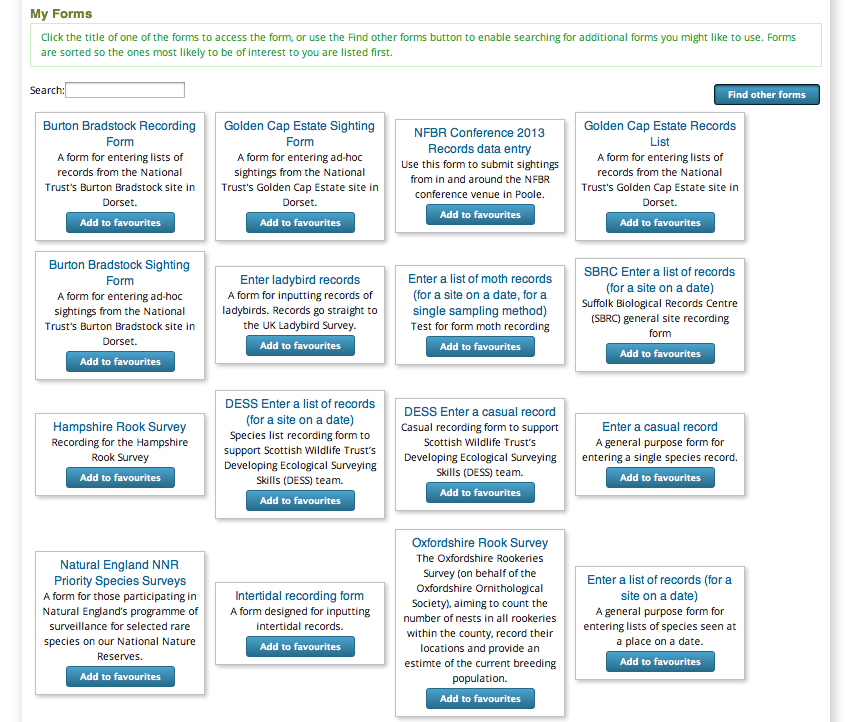 My Forms
Click the title of one of the forms to access the form, or use the Find other forms button to enable searching for additional forms you might like to use. Forms
are sorted so the ones most likely to be of interest to you are listed first.
Search:
Find other forms
Burton Bradstock Recording
Form
A form for entering lists of
records from the National
Trust's Burton Bradstock site in
Dorset.
Add to favourites
Golden Cap Estate Sighting
Form
A form for entering ad-hoc
sightings from the National
Trust's Golden Cap Estate site in
Dorset.
Add to favourites
NFBR Conference 2013
Records data entry
Use this form to submit sightings
from in and around the NFBR
conference venue in Poole.
Add to favourites
Golden Cap Estate Records
List
A form for entering lists of
records from the National
Trust's Golden Cap Estate site in
Dorset.
Add to favourites
Burton Bradstock Sighting
Form
A form for entering ad-hoc
sightings from the National
Trust's Burton Bradstock site in
Dorset.
Add to favourites
Enter ladybird records
A form for inputting records of
ladybirds. Records go straight to
the UK Ladybird Survey.
Add to favourites
Enter a list of moth records
(for a site on a date, for a
single sampling method)
Test for form moth recording
Add to favourites
SBRC Enter a list of records
(for a site on a date)
Suffolk Biological Records Centre
(SBRC) general site recording
form
Add to favourites
Hampshire Rook Survey
Recording for the Hampshire
Rook Survey
Add to favourites
DESS Enter a list of records
(for a site on a date)
Species list recording form to
support Scottish Wildlife Trust's
Developing Ecological Surveying
Skills (DESS) team.
Add to favourites
DESS Enter a casual record
Casual recording form to support
Scottish Wildlife Trust's
Developing Ecological Surveying
Skills (DESS) team.
Add to favourites
Enter a casual record
A general purpose form for
entering a single species record.
Add to favourites
Natural England NNR
Priority Species Surveys
A form for those participating in
Natural England's programme of
surveillance for selected rare
species on our National Nature
Reserves.
Add to favourites
Intertidal recording form
A form designed for inputting
intertidal records.
Add to favourites
Oxfordshire Rook Survey
The Oxfordshire Rookeries
Survey (on behalf of the
Oxfordshire Ornithological
Society), aiming to count the
number of nests in all rookeries
within the county, record their
locations and provide an
estimte of the current breeding
population.
Add to favourites
Enter a list of records (for a
site on a date)
A general purpose form for
entering lists of species seen at
a place on a date.
Add to favourites